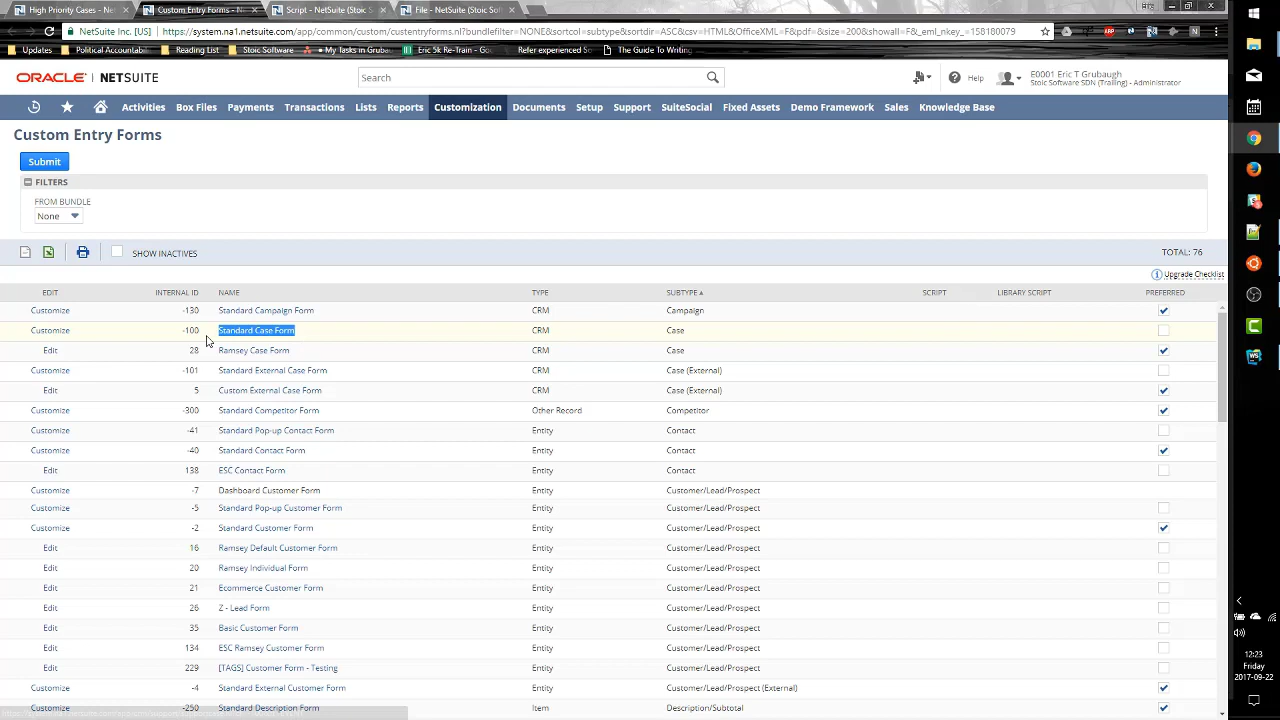 High Priority Cases - N
Custom Entry Forms - N
Script - NetSuite (Stoic
File - NetSuite (Stoic Sof
NetSuite Inc. [US]
https://system.na1.netsuite.com/app/common/custom/custentryforms.nl?bundlefilter=NONE&sortcol=subtype&sortdir=ASC&csv=HTML&OfficeXML=F&pdf=&size=200&showall=F&_eml_nkey_=158180079
Updates
Political Accountab
Reading List
Stoic Software
My Tasks in Gruba
Eric 5k Re-Train - Go
Refer experienced S
The Guide To Writing
ORACLE | NETSUITE
Search
Help
E0001 Eric T Grubaugh
Stoic Software SDN (Trailing) - Administrator
Activities Box Files Payments Transactions Lists Reports Customization Documents Setup Support SuiteSocial Fixed Assets Demo Framework Sales Knowledge Base
Custom Entry Forms
Submit
FILTERS
FROM BUNDLE
None
SHOW INACTIVES
TOTAL: 76
Upgrade Checklist
EDIT INTERNAL ID NAME TYPE SUBTYPE ▲ SCRIPT LIBRARY SCRIPT PREFERRED
Customize -130 Standard Campaign Form CRM Campaign
Customize -100 Standard Case Form CRM Case
Edit 28 Ramsey Case Form CRM Case
Customize -101 Standard External Case Form CRM Case (External)
Edit 5 Custom External Case Form CRM Case (External)
Customize -300 Standard Competitor Form Other Record Competitor
Customize -41 Standard Pop-up Contact Form Entity Contact
Customize -40 Standard Contact Form Entity Contact
Edit 138 ESC Contact Form Entity Contact
Customize -7 Dashboard Customer Form Entity Customer/Lead/Prospect
Customize -5 Standard Pop-up Customer Form Entity Customer/Lead/Prospect
Customize -2 Standard Customer Form Entity Customer/Lead/Prospect
Edit 16 Ramsey Default Customer Form Entity Customer/Lead/Prospect
Edit 20 Ramsey Individual Form Entity Customer/Lead/Prospect
Edit 21 Ecommerce Customer Form Entity Customer/Lead/Prospect
Edit 26 Z - Lead Form Entity Customer/Lead/Prospect
Edit 35 Basic Customer Form Entity Customer/Lead/Prospect
Edit 134 ESC Ramsey Customer Form Entity Customer/Lead/Prospect
Edit 229 [TAGS] Customer Form - Testing Entity Customer/Lead/Prospect
Customize -4 Standard External Customer Form Entity Customer/Lead/Prospect (External)
Customize -250 Standard Description Form Item Description/Subtotal
12:23
Friday
2017-09-22